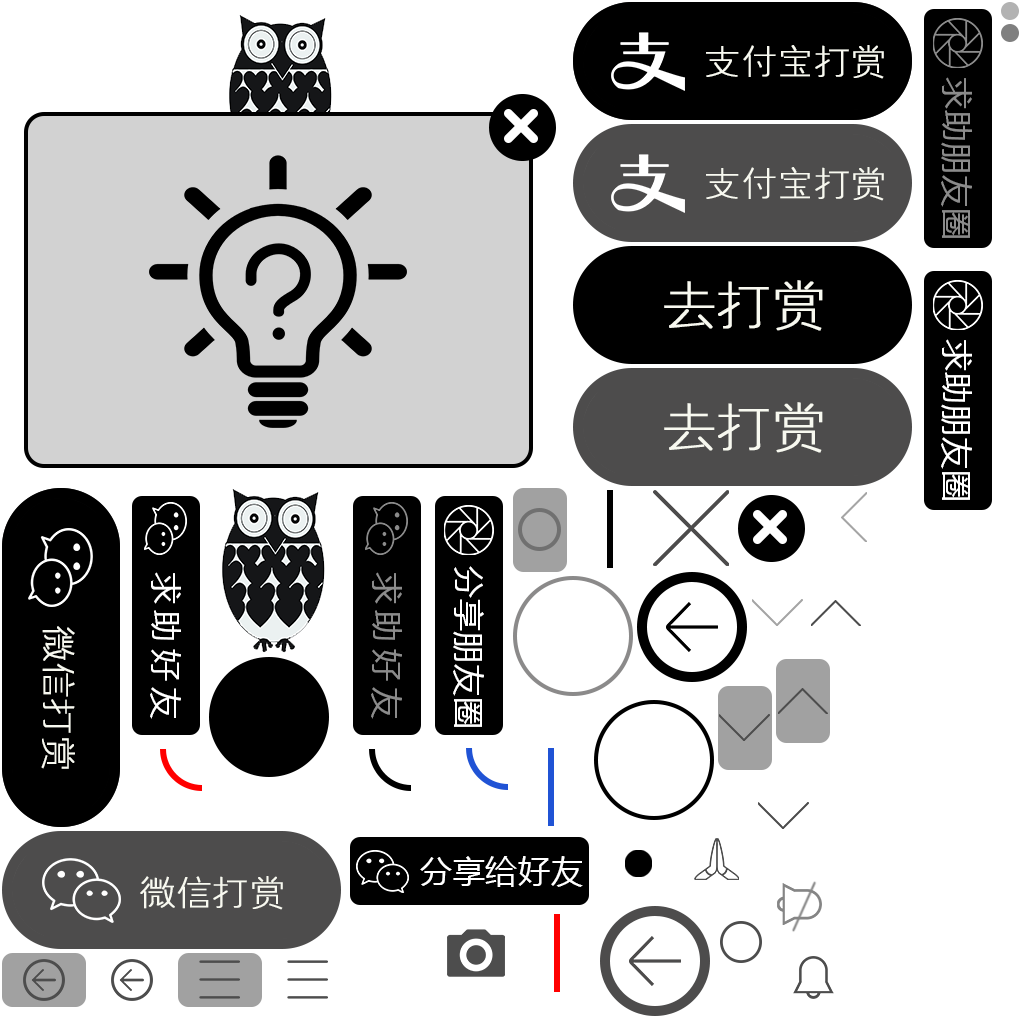 支 支付宝打赏
支 支付宝打赏
去打赏
去打赏
求助朋友圈
求助朋友圈
?
微信打赏
求助好友
求助好友
分享朋友圈
微信打赏
分享给好友